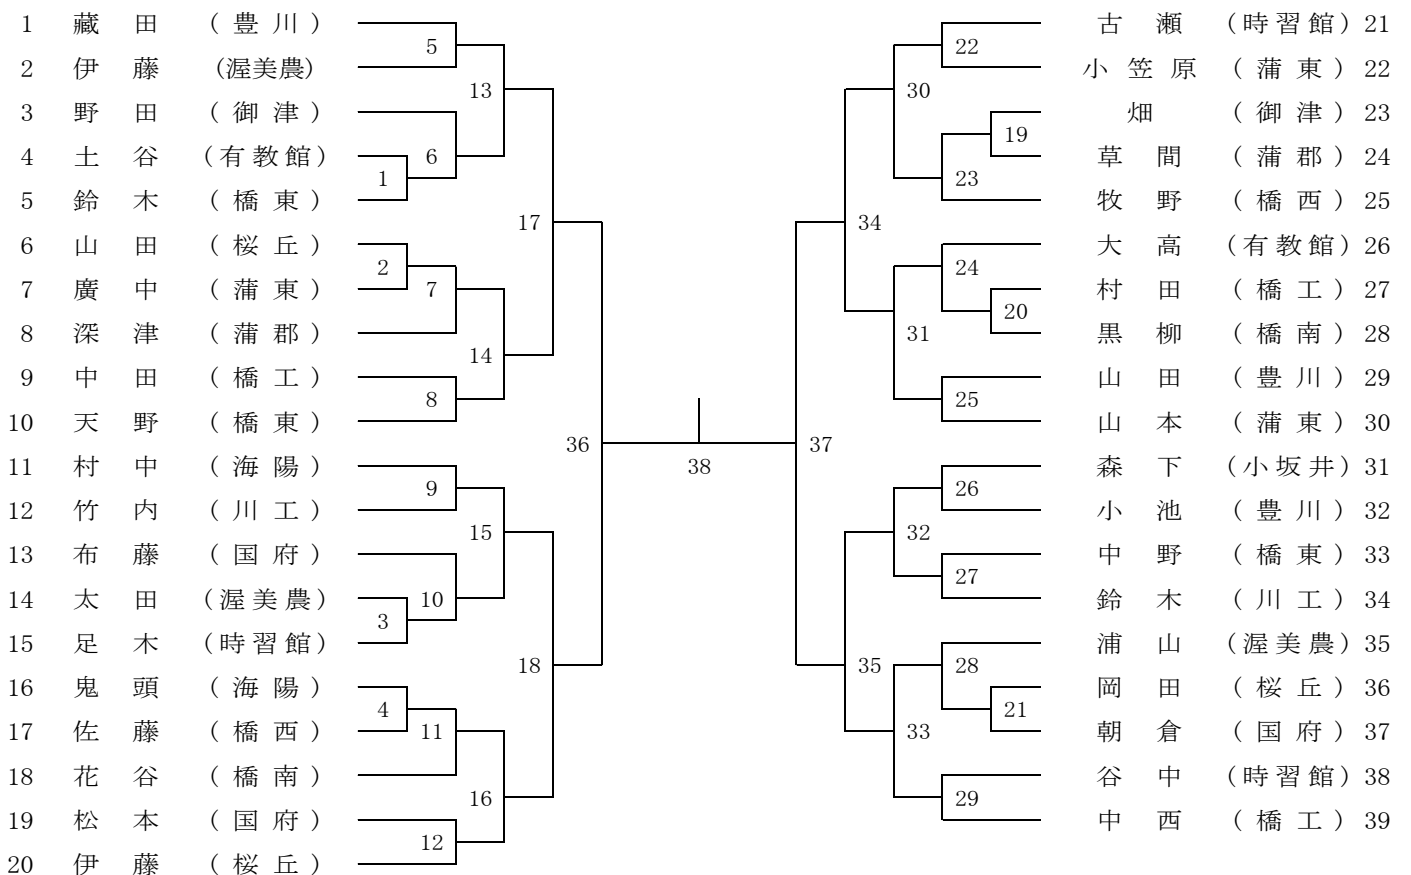 1 藏田 (豊川)
2 伊藤 (渥美農)
3 野田 (御津)
4 土谷 (有教館)
5 鈴木 (橋東)
6 山田 (桜丘)
7 廣中 (蒲東)
8 深津 (蒲郡)
9 中田 (橋工)
10 天野 (橋東)
11 村中 (海陽)
12 竹内 (川工)
13 布藤 (国府)
14 太田 (渥美農)
15 足木 (時習館)
16 鬼頭 (海陽)
17 佐藤 (橋西)
18 花谷 (橋南)
19 松本 (国府)
20 伊藤 (桜丘)
5
13
6
1
17
2
7
14
8
36
9
15
10
3
18
4
11
16
12
38
22
30
19
23
34
24
20
31
25
37
26
32
27
35
28
21
33
29
古瀬 (時習館) 21
小笠原 (蒲東) 22
畑 (御津) 23
草間 (蒲郡) 24
牧野 (橋西) 25
大高 (有教館) 26
村田 (橋工) 27
黒柳 (橋南) 28
山田 (豊川) 29
山本 (蒲東) 30
森下 (小坂井) 31
小池 (豊川) 32
中野 (橋東) 33
鈴木 (川工) 34
浦山 (渥美農) 35
岡田 (桜丘) 36
朝倉 (国府) 37
谷中 (時習館) 38
中西 (橋工) 39